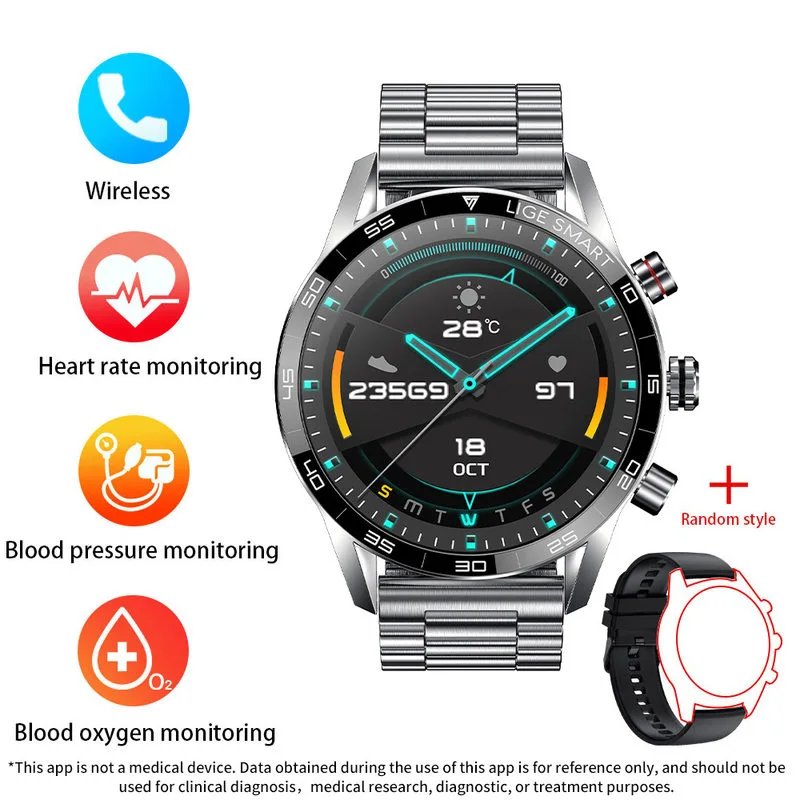 Wireless
Heart rate monitoring
Blood pressure monitoring
O2
Blood oxygen monitoring
LIGE SMART
10
15
20
25
30
35
40
45
50
55
0
100
28°C
23569
97
18
OCT
S M T W T F S
+
Random style
*This app is not a medical device. Data obtained during the use of this app is for reference only, and should not be
used for clinical diagnosis，medical research, diagnostic, or treatment purposes.